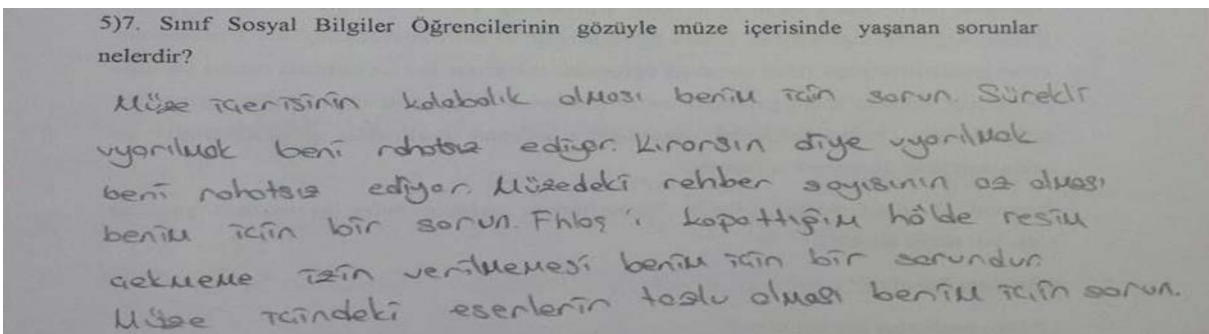 5)7. Sınıf Sosyal Bilgiler Öğrencilerinin gözüyle müze içerisinde yaşanan sorunlar
nelerdir?
Müze içerisinin kalabalık olması benim için sorun. Sürekli
uyarılmak beni rahatsız ediyor. Kırarsın diye uyarılmak
beni rahatsız ediyor. Müzedeki rehber sayısının az olması
benim için bir sorun. Fhlaş'ı kapattığım hâlde resim
çekmeme izin verilmemesi benim için bir sorundur.
Müze içindeki eserlerin tozlu olması benim için sorun.